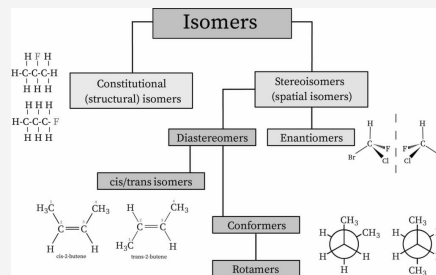 Isomers
H F H
H-C-C-C-H
H H H
H H H
H-C-C-C-F
H H H
Constitutional
(structural) isomers
Stereoisomers
(spatial isomers)
Diastereomers
Enantiomers
H
Br
F
Cl
H
F
Cl
cis/trans isomers
H₃C
CH₃
C=C
H
H
cis-2-butene
H
CH₃
C=C
H₃C
H
trans-2-butene
Conformers
Rotamers
CH₃
H
CH₃
H
H
H
CH₃
H
H
H
H
CH₃